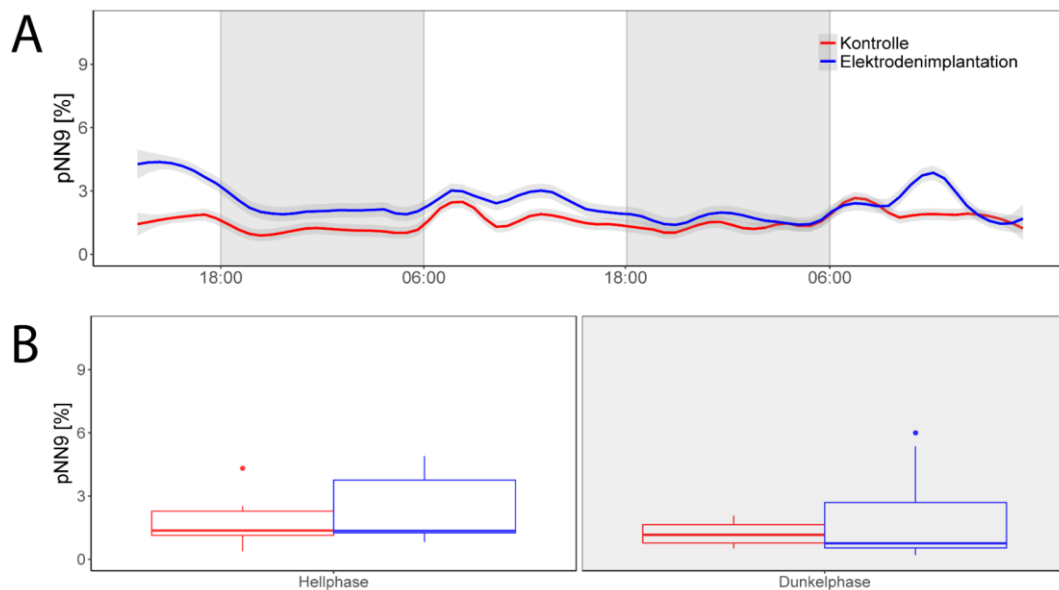 A
pNN9 [%]
9
6
3
0
Kontrolle
Elektrodenimplantation
18:00 06:00 18:00 06:00
B
pNN9 [%]
9
6
3
0
Hellphase Dunkelphase